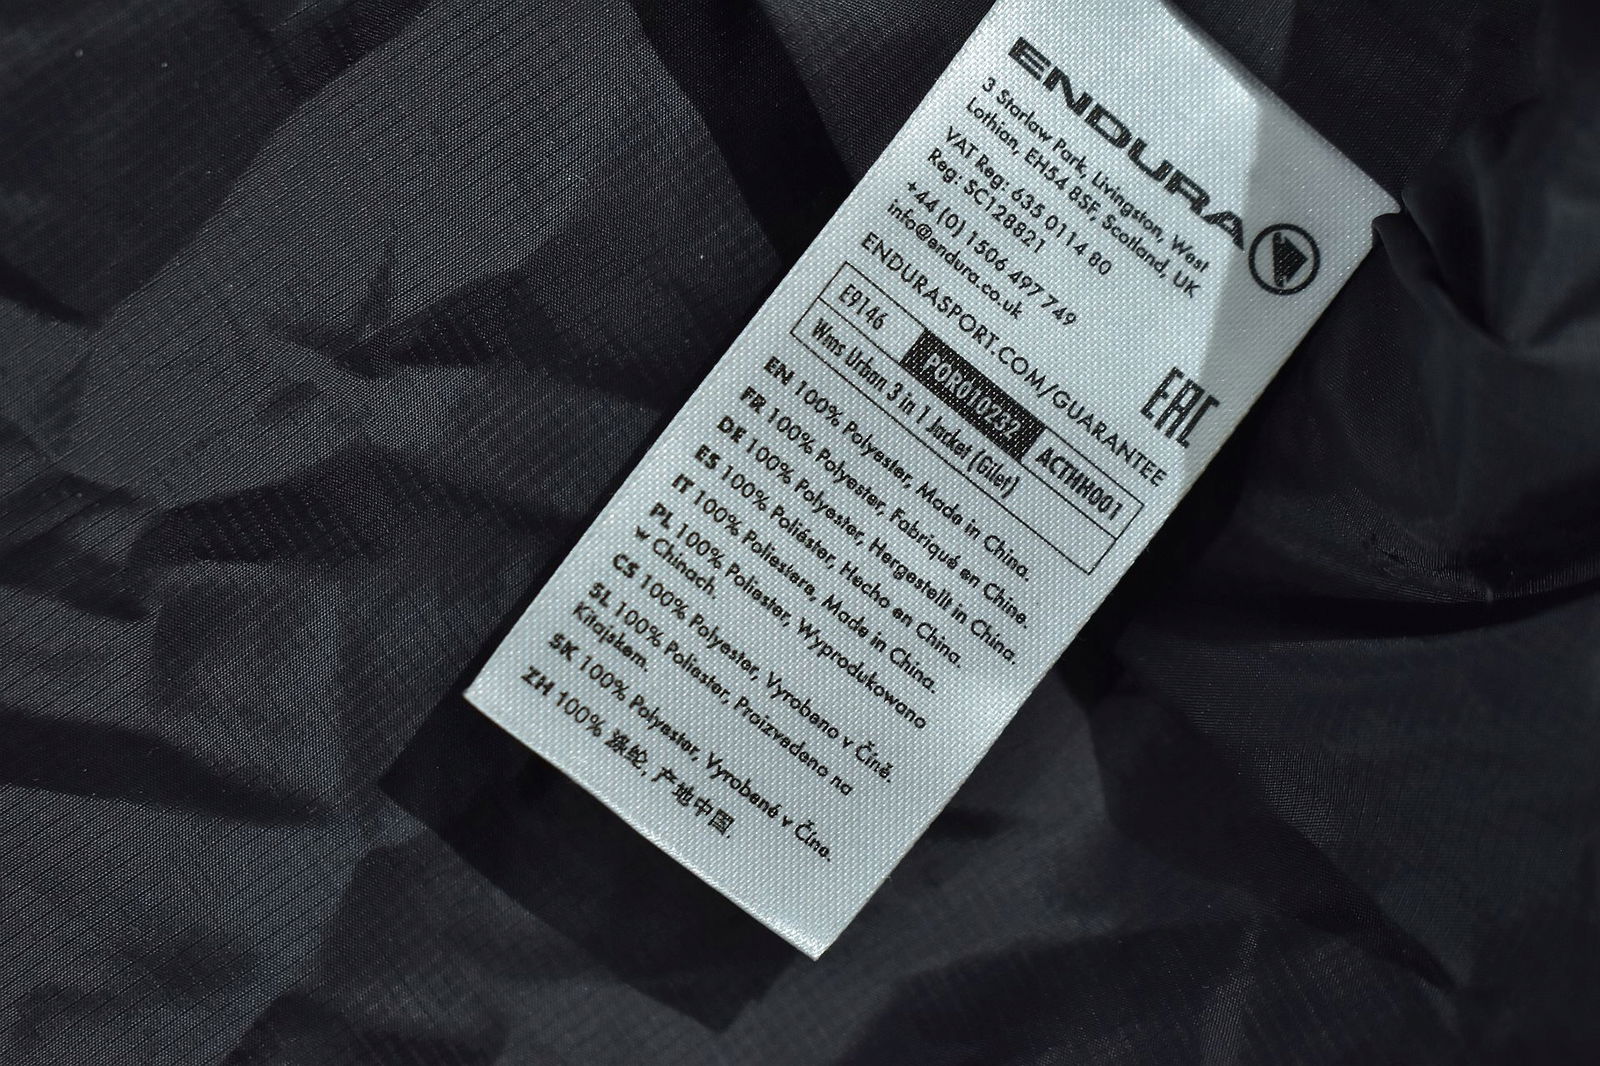 ENDURA
3 Starlaw Park, Livingston, West
Lothian, EH54 8SF, Scotland, UK
VAT Reg: 635 0114 80
Reg: SC128821
+44 (0) 1506 497 749
info@endura.co.uk
ENDURASPORT.COM/GUARANTEE
EAC
E9146 POR010232 ACTHH001
Wms Urban 3 in 1 Jacket (Gilet)
EN 100% Polyester, Made in China.
FR 100% Polyester, Fabriqué en Chine.
DE 100% Polyester, Hergestellt in China.
ES 100% Poliéster, Hecho en China.
IT 100% Poliestere, Made in China.
PL 100% Poliester, Wyprodukowano
w Chinach.
CS 100% Polyester, Vyrobeno v Číně.
SL 100% Poliester, Proizvedeno na
Kitajskem.
SK 100% Polyester, Vyrobené v Číne.
ZH 100% 涤纶, 产地中国.